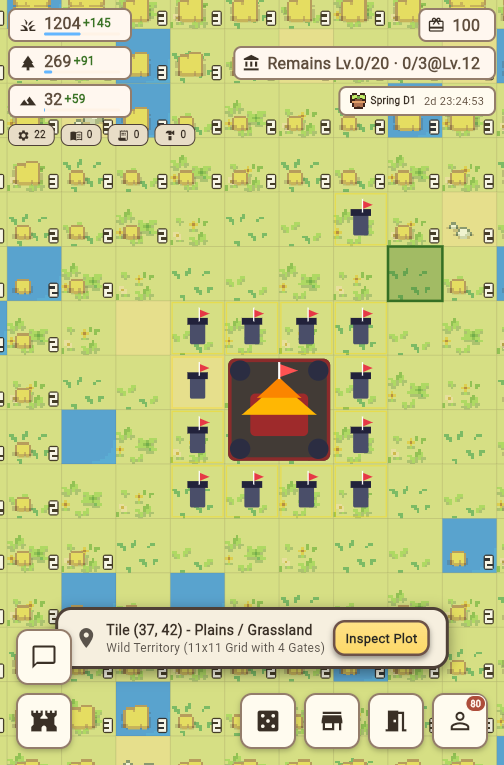 1204 +145
100
269 +91
Remains Lv.0/20 · 0/3@Lv.12
32 +59
Spring D1 2d 23:24:53
22 0 0 0
Tile (37, 42) - Plains / Grassland
Wild Territory (11x11 Grid with 4 Gates)
Inspect Plot
80